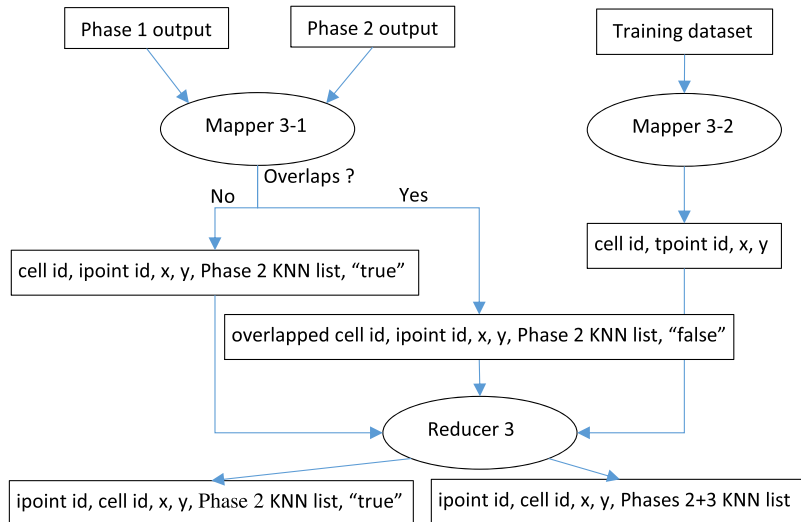 Phase 1 output
Phase 2 output
Training dataset
Mapper 3-1
Mapper 3-2
Overlaps ?
No
Yes
cell id, tpoint id, x, y
cell id, ipoint id, x, y, Phase 2 KNN list, “true”
overlapped cell id, ipoint id, x, y, Phase 2 KNN list, “false”
Reducer 3
ipoint id, cell id, x, y, Phase 2 KNN list, “true”
ipoint id, cell id, x, y, Phases 2+3 KNN list